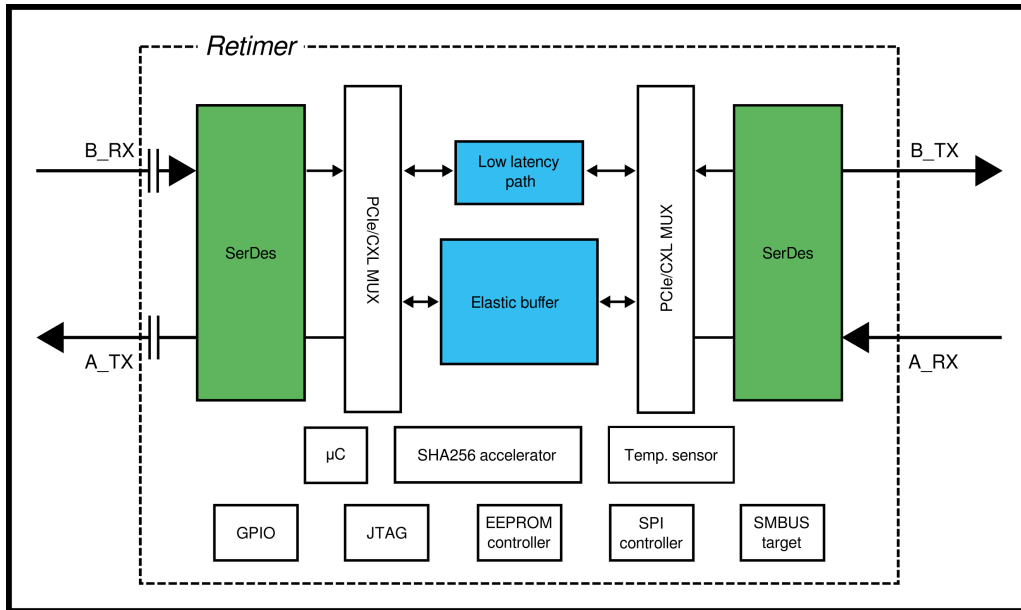 Retimer
B_RX
B_TX
Low latency
path
PCIe/CXL MUX
PCIe/CXL MUX
SerDes
SerDes
Elastic buffer
A_TX
A_RX
µC
SHA256 accelerator
Temp. sensor
GPIO
JTAG
EEPROM
controller
SPI
controller
SMBUS
target